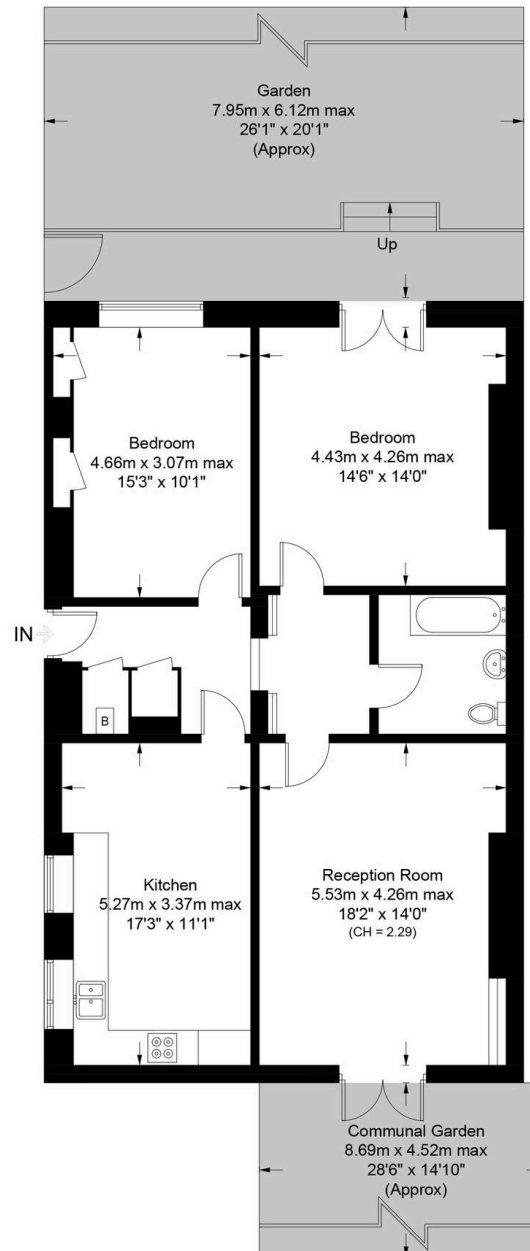 Garden
7.95m x 6.12m max
26'1" x 20'1"
(Approx)
Up
Bedroom
4.66m x 3.07m max
15'3" x 10'1"
Bedroom
4.43m x 4.26m max
14'6" x 14'0"
IN
B
Kitchen
5.27m x 3.37m max
17'3" x 11'1"
Reception Room
5.53m x 4.26m max
18'2" x 14'0"
(CH = 2.29)
Communal Garden
8.69m x 4.52m max
28'6" x 14'10"
(Approx)